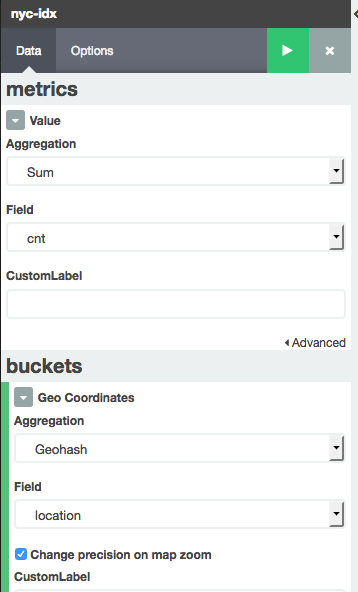 nyc-idx
Data Options
metrics
Value
Aggregation
Sum
Field
cnt
CustomLabel
Advanced
buckets
Geo Coordinates
Aggregation
Geohash
Field
location
Change precision on map zoom
CustomLabel